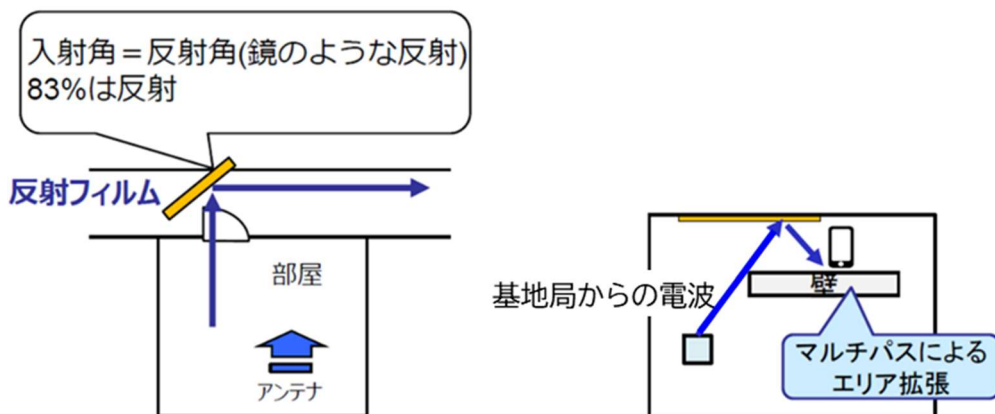 入射角＝反射角(鏡のような反射)
83%は反射
反射フィルム
部屋
アンテナ
基地局からの電波
壁
マルチパスによる
エリア拡張